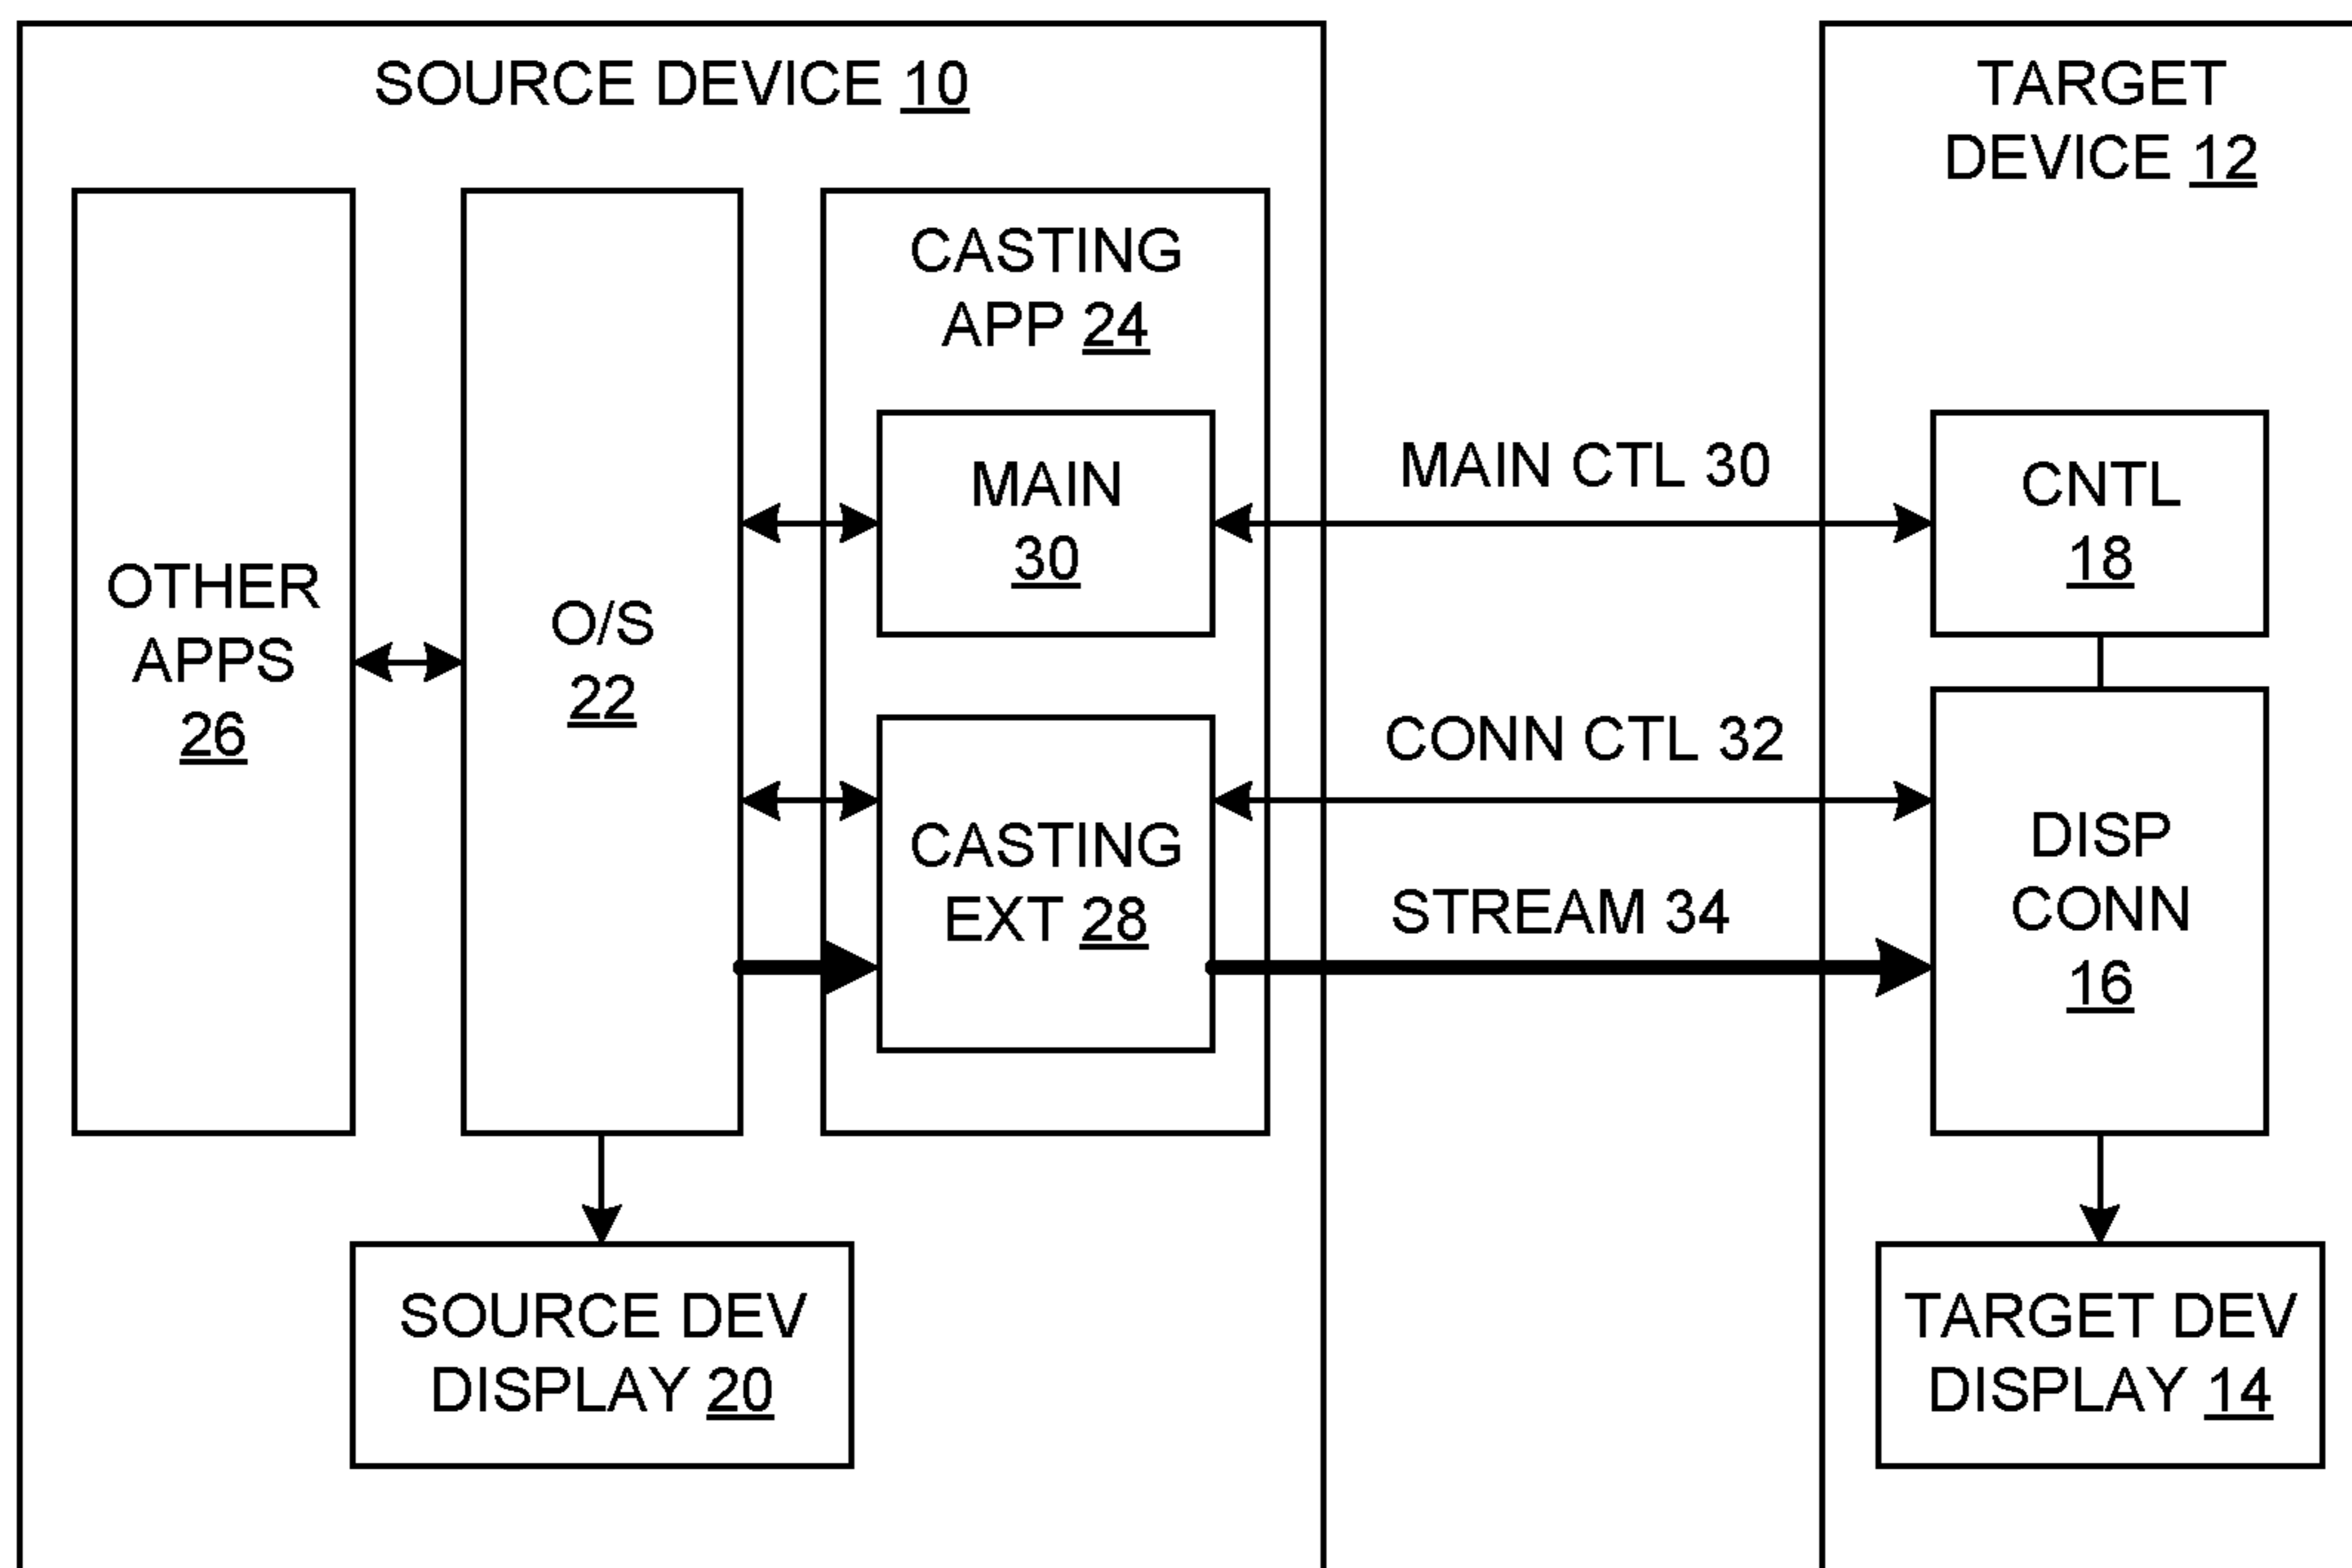 SOURCE DEVICE 10
TARGET
DEVICE 12
CASTING
APP 24
MAIN
30
MAIN CTL 30
CNTL
18
OTHER
APPS
26
O/S
22
CONN CTL 32
CASTING
EXT 28
STREAM 34
DISP
CONN
16
SOURCE DEV
DISPLAY 20
TARGET DEV
DISPLAY 14